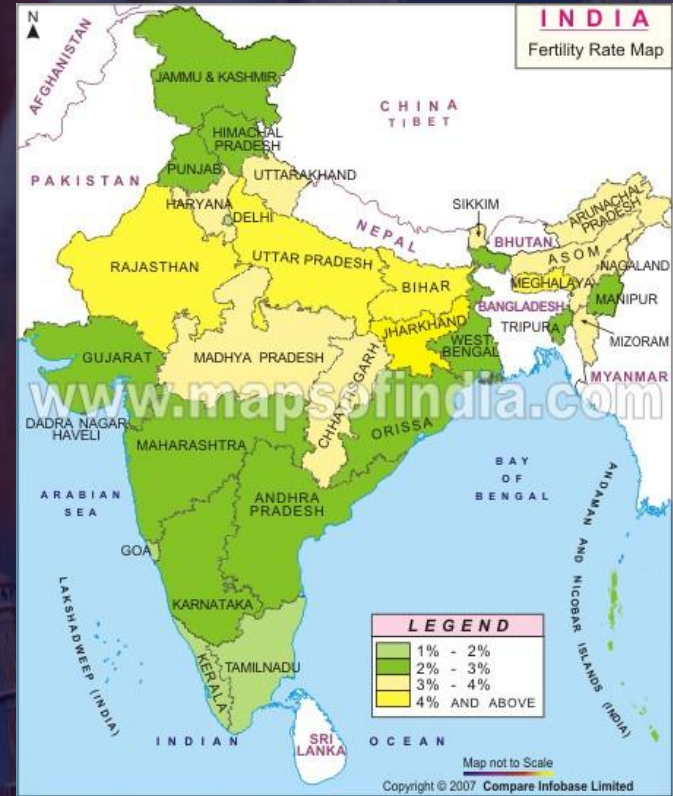 INDIA
Fertility Rate Map
N
AFGHANISTAN
JAMMU & KASHMIR
CHINA
TIBET
HIMACHAL
PRADESH
PUNJAB
PAKISTAN
UTTARAKHAND
HARYANA
DELHI
NEPAL
SIKKIM
ARUNACHAL
PRADESH
BHUTAN
RAJASTHAN
UTTAR PRADESH
ASOM
NAGALAND
BIHAR
MEGHALAYA
MANIPUR
BANGLADESH
JHARKHAND
TRIPURA
MIZORAM
WEST
BENGAL
GUJARAT
MADHYA PRADESH
CHHATTISGARH
MYANMAR
www.mapsofindia.com
DADRA NAGAR
HAVELI
ORISSA
MAHARASHTRA
BAY
OF
BENGAL
ARABIAN
SEA
ANDHRA
PRADESH
ANDAMAN AND NICOBAR ISLANDS (INDIA)
GOA
LAKSHADWEEP (INDIA)
KARNATAKA
LEGEND
1% - 2%
2% - 3%
3% - 4%
4% AND ABOVE
KERALA
TAMILNADU
SRI
LANKA
INDIAN OCEAN
Map not to Scale
Copyright © 2007 Compare Infobase Limited